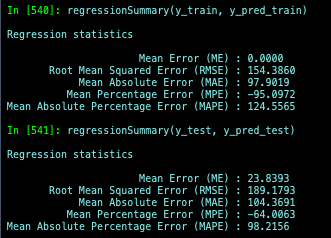 In [540]: regressionSummary(y_train, y_pred_train)
Regression statistics
Mean Error (ME) : 0.0000
Root Mean Squared Error (RMSE) : 154.3860
Mean Absolute Error (MAE) : 97.9019
Mean Percentage Error (MPE) : -95.0972
Mean Absolute Percentage Error (MAPE) : 124.5565
In [541]: regressionSummary(y_test, y_pred_test)
Regression statistics
Mean Error (ME) : 23.8393
Root Mean Squared Error (RMSE) : 189.1793
Mean Absolute Error (MAE) : 104.3691
Mean Percentage Error (MPE) : -64.0063
Mean Absolute Percentage Error (MAPE) : 98.2156